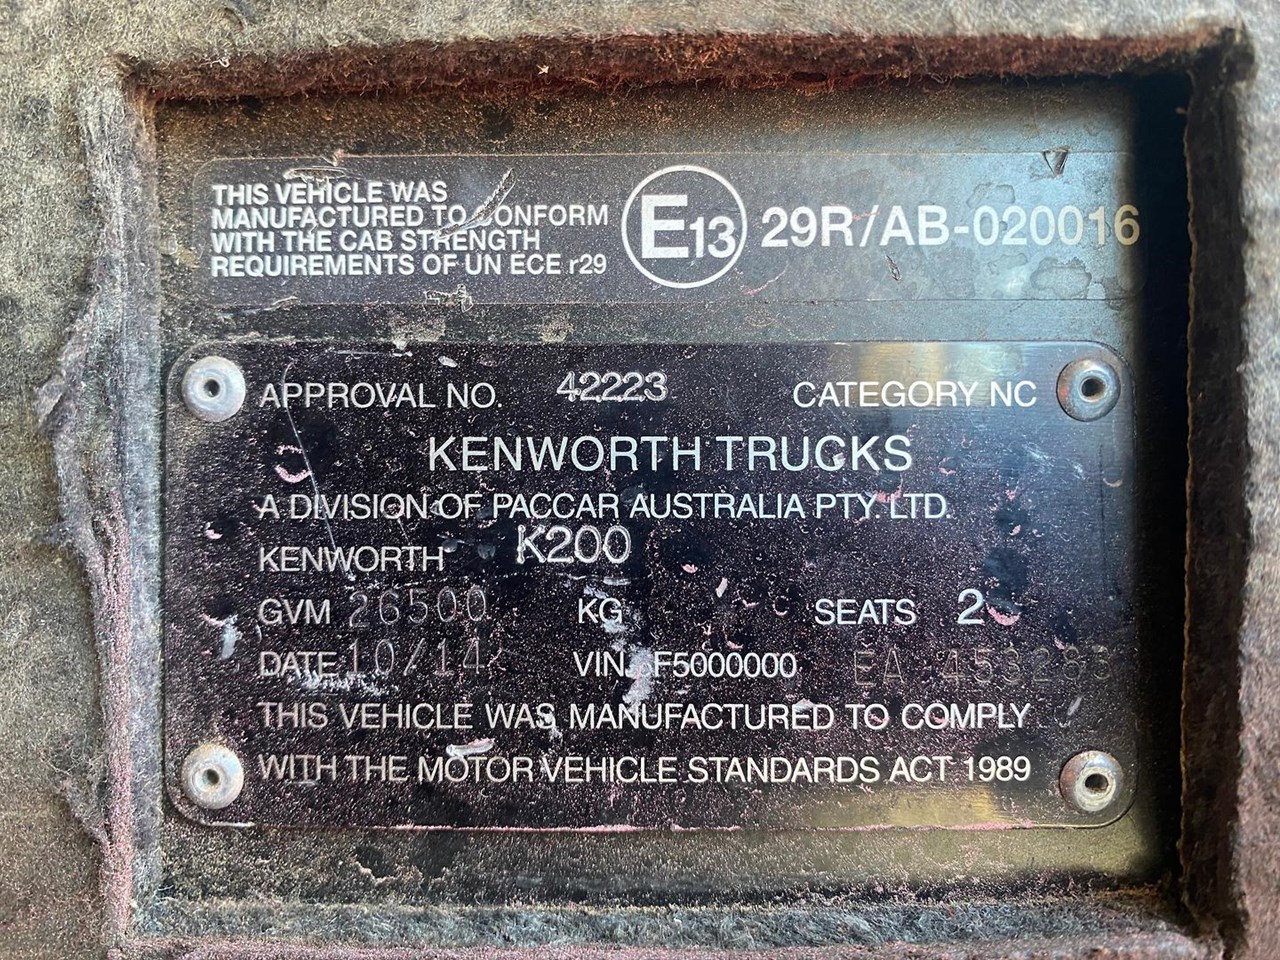 THIS VEHICLE WAS
MANUFACTURED TO CONFORM
WITH THE CAB STRENGTH
REQUIREMENTS OF UN ECE r29
E13 29R/AB-020016
APPROVAL NO. 42223 CATEGORY NC
KENWORTH TRUCKS
A DIVISION OF PACCAR AUSTRALIA PTY. LTD.
KENWORTH K200
GVM 26500 KG SEATS 2
DATE 10/14 VIN. F5000000 EA
THIS VEHICLE WAS MANUFACTURED TO COMPLY
WITH THE MOTOR VEHICLE STANDARDS ACT 1989